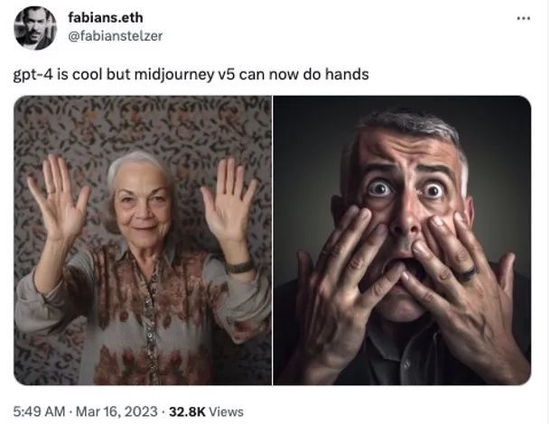 fabians.eth
@fabianstelzer
gpt-4 is cool but midjourney v5 can now do hands
5:49 AM · Mar 16, 2023 · 32.8K Views